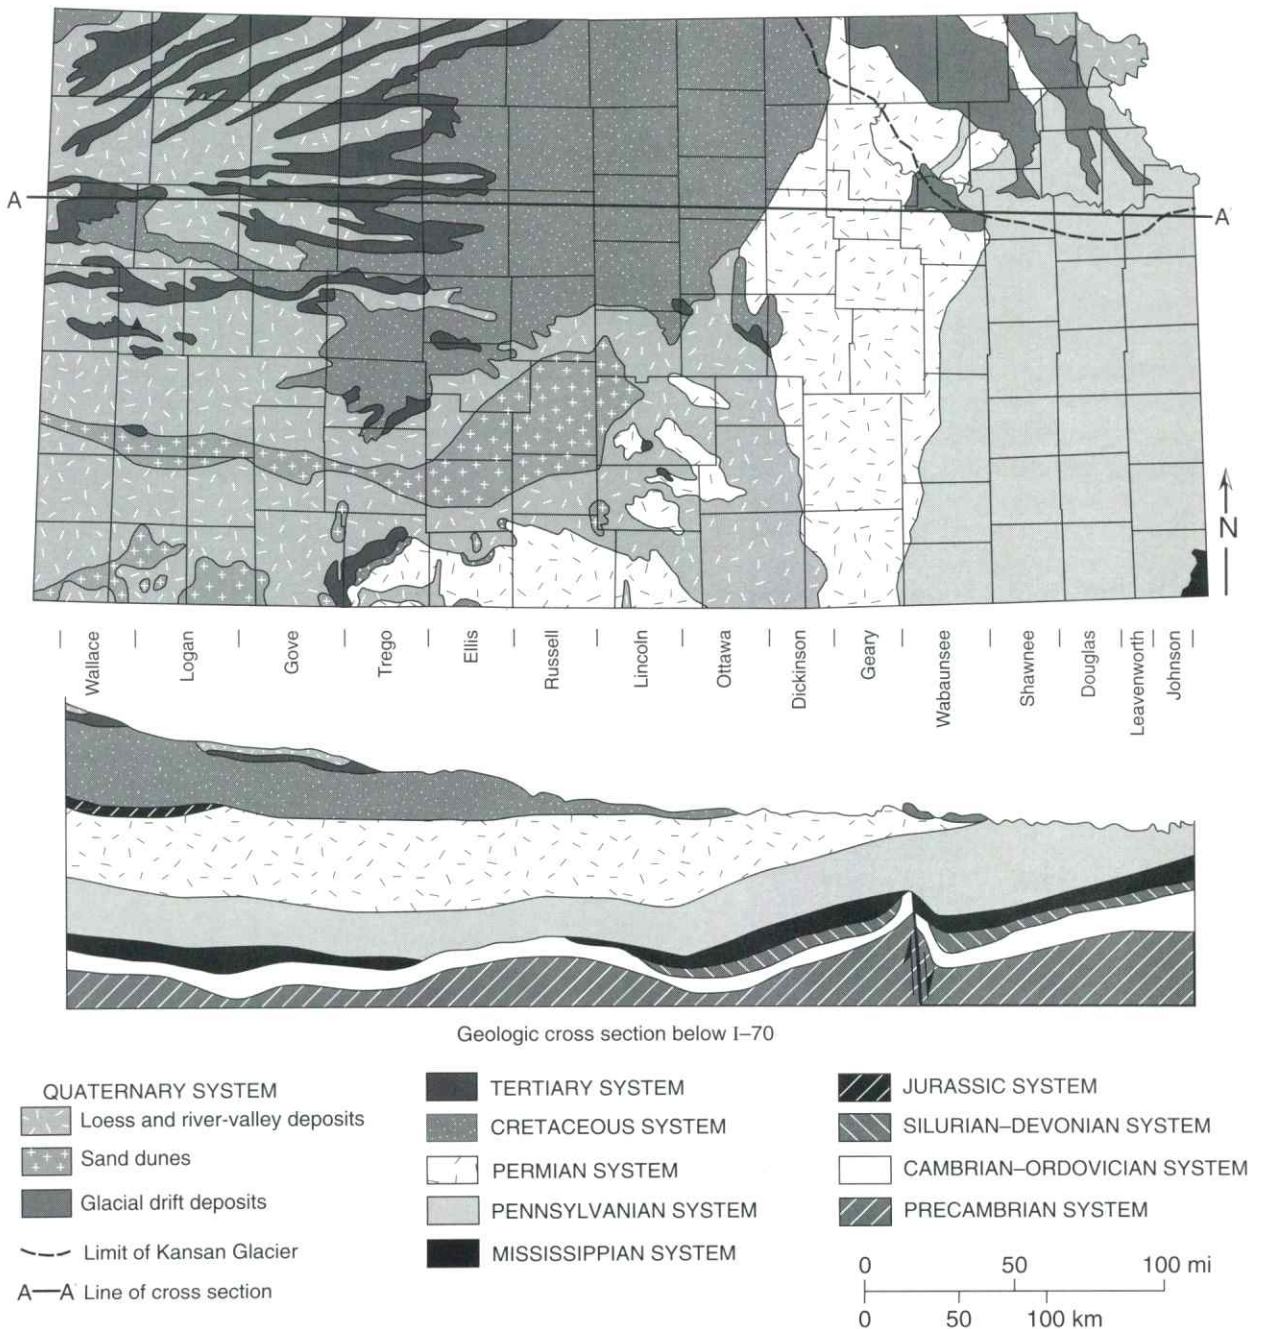 A
A'
N
Wallace
Logan
Gove
Trego
Ellis
Russell
Lincoln
Ottawa
Dickinson
Geary
Wabaunsee
Shawnee
Douglas
Leavenworth
Johnson
Geologic cross section below I–70
QUATERNARY SYSTEM
Loess and river-valley deposits
Sand dunes
Glacial drift deposits
Limit of Kansan Glacier
A—A' Line of cross section
TERTIARY SYSTEM
CRETACEOUS SYSTEM
PERMIAN SYSTEM
PENNSYLVANIAN SYSTEM
MISSISSIPPIAN SYSTEM
JURASSIC SYSTEM
SILURIAN–DEVONIAN SYSTEM
CAMBRIAN–ORDOVICIAN SYSTEM
PRECAMBRIAN SYSTEM
0 50 100 mi
0 50 100 km